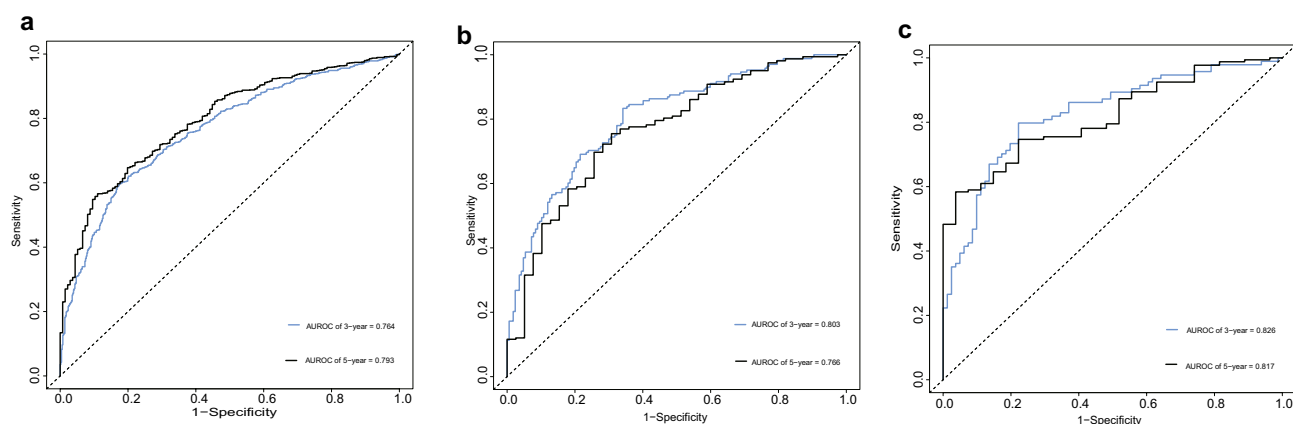 a
1.0
0.8
0.6
0.4
0.2
0.0
Sensitivity
AUROC of 3-year = 0.764
AUROC of 5-year = 0.793
0.0 0.2 0.4 0.6 0.8 1.0
1-Specificity
b
1.0
0.8
0.6
0.4
0.2
0.0
Sensitivity
AUROC of 3-year = 0.803
AUROC of 5-year = 0.766
0.0 0.2 0.4 0.6 0.8 1.0
1-Specificity
c
1.0
0.8
0.6
0.4
0.2
0.0
Sensitivity
AUROC of 3-year = 0.826
AUROC of 5-year = 0.817
0.0 0.2 0.4 0.6 0.8 1.0
1-Specificity